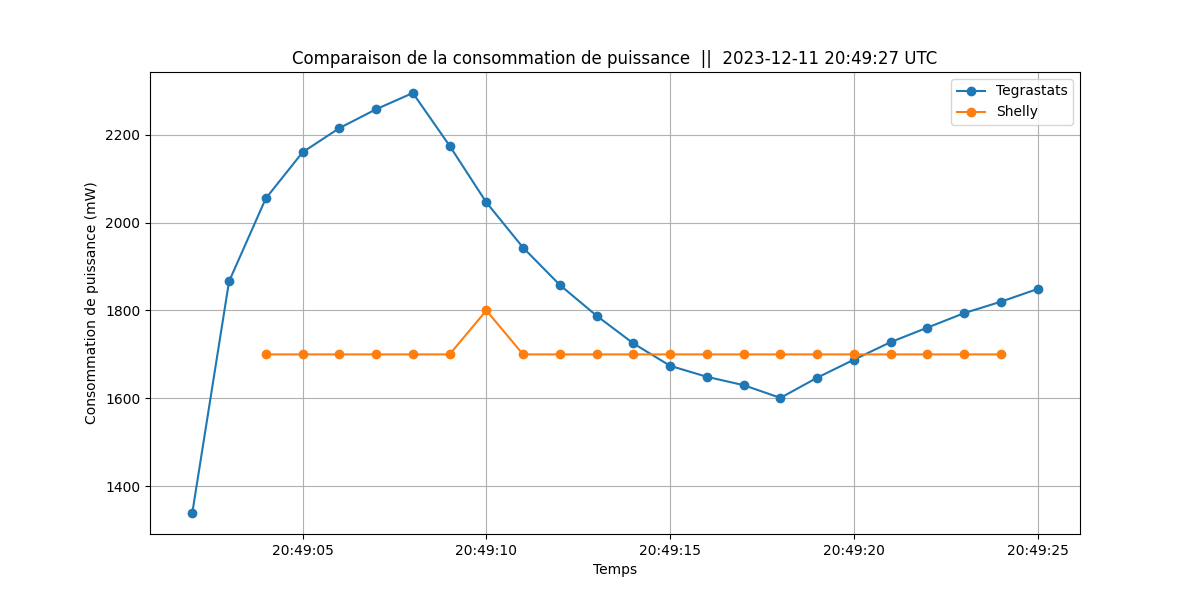 Comparaison de la consommation de puissance || 2023-12-11 20:49:27 UTC
Tegrastats
Shelly
Consommation de puissance (mW)
2200
2000
1800
1600
1400
20:49:05 20:49:10 20:49:15 20:49:20 20:49:25
Temps